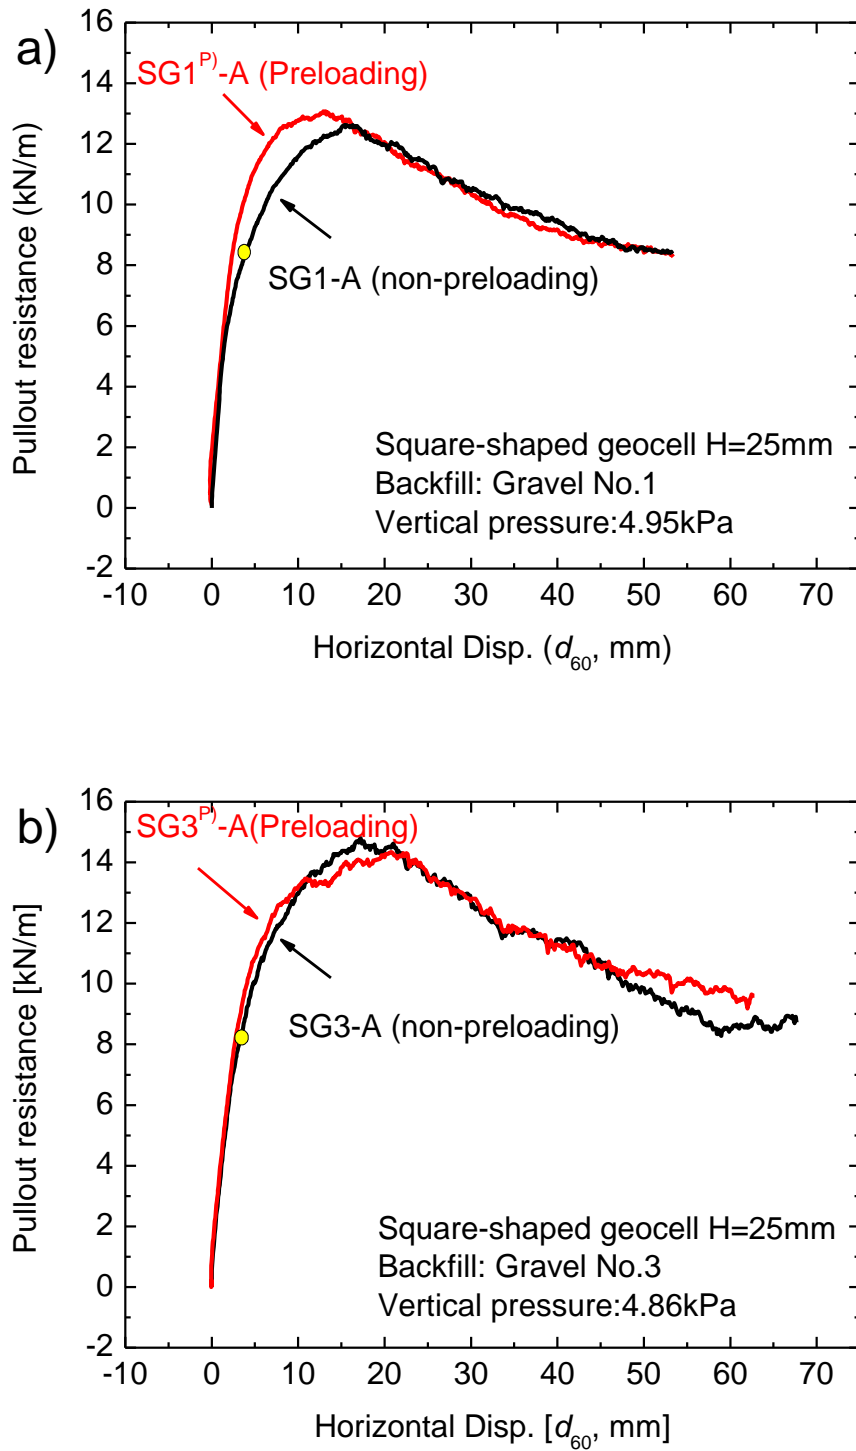 a)
16
14
12
10
8
6
4
2
0
-2
Pullout resistance (kN/m)
SG1P)-A (Preloading)
SG1-A (non-preloading)
Square-shaped geocell H=25mm
Backfill: Gravel No.1
Vertical pressure:4.95kPa
-10 0 10 20 30 40 50 60 70
Horizontal Disp. (d60, mm)
b)
16
14
12
10
8
6
4
2
0
-2
Pullout resistance [kN/m]
SG3P)-A(Preloading)
SG3-A (non-preloading)
Square-shaped geocell H=25mm
Backfill: Gravel No.3
Vertical pressure:4.86kPa
-10 0 10 20 30 40 50 60 70
Horizontal Disp. [d60, mm]